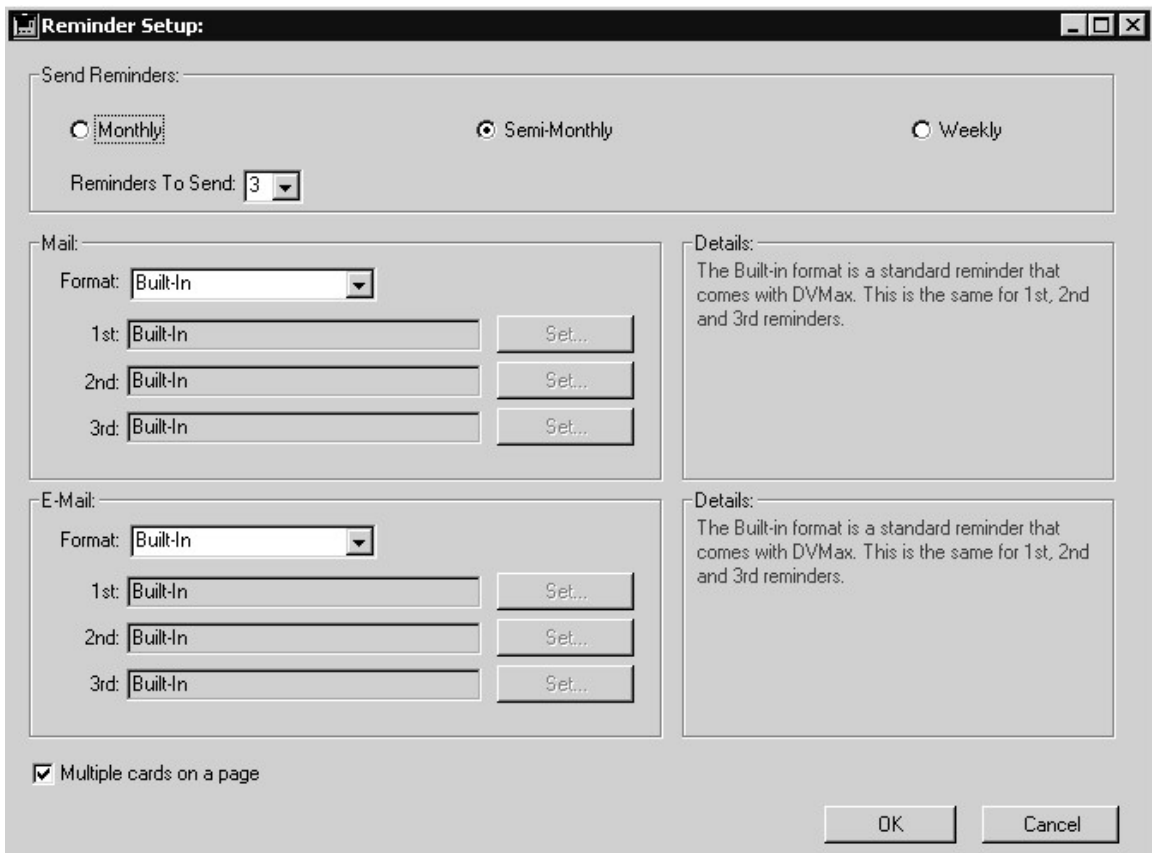 Reminder Setup:
Send Reminders:
Monthly
Semi-Monthly
Weekly
Reminders To Send: 3
Mail:
Format: Built-In
1st: Built-In Set...
2nd: Built-In Set...
3rd: Built-In Set...
Details:
The Built-in format is a standard reminder that
comes with DVMax. This is the same for 1st, 2nd
and 3rd reminders.
E-Mail:
Format: Built-In
1st: Built-In Set...
2nd: Built-In Set...
3rd: Built-In Set...
Details:
The Built-in format is a standard reminder that
comes with DVMax. This is the same for 1st, 2nd
and 3rd reminders.
Multiple cards on a page
OK
Cancel